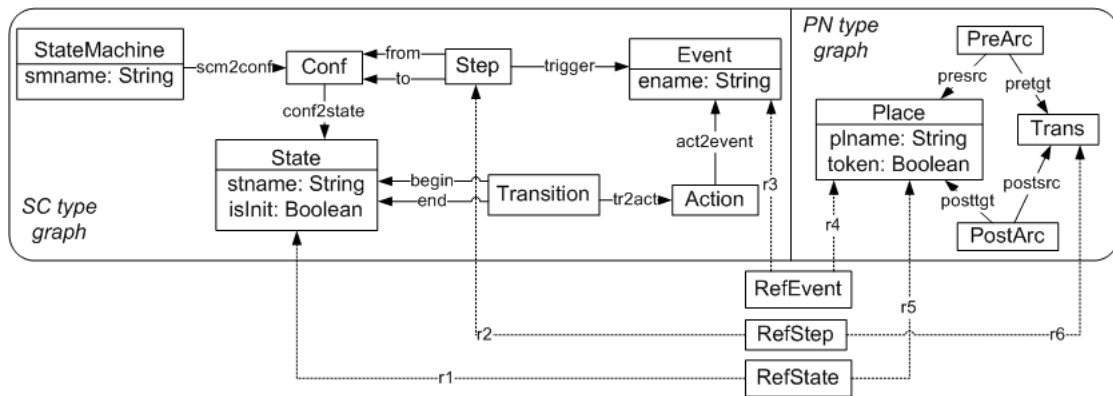 StateMachine
smname: String
scm2conf
Conf
from
to
Step
trigger
Event
ename: String
conf2state
act2event
State
stname: String
isInit: Boolean
begin
end
Transition
tr2act
Action
r3
SC type
graph
PN type
graph
PreArc
presrc
pretgt
Place
plname: String
token: Boolean
Trans
postsrc
posttgt
PostArc
r4
RefEvent
r5
r2
RefStep
r6
r1
RefState